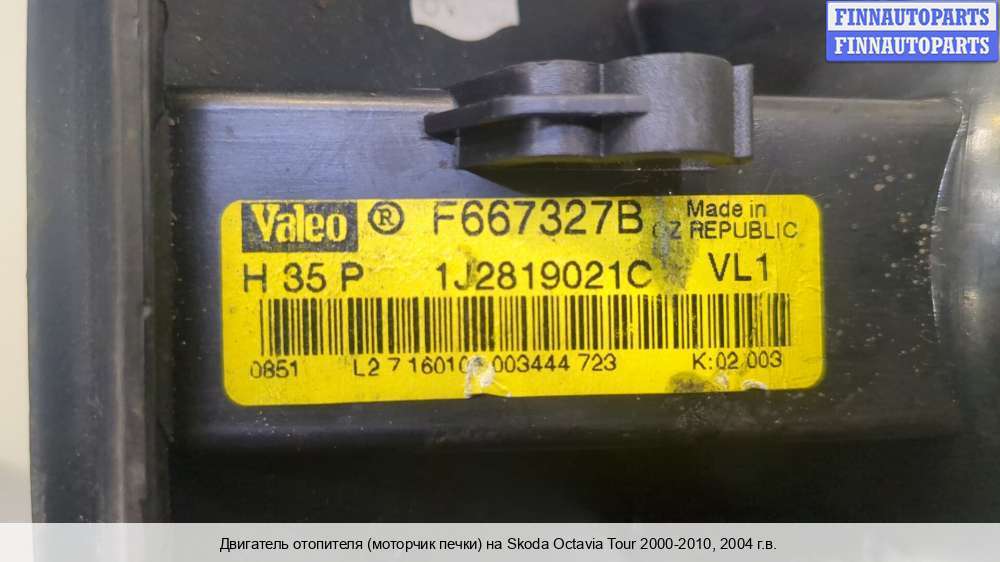 FINNAUTOPARTS
FINNAUTOPARTS
Valeo ® F667327B Made in
CZ REPUBLIC
H 35 P 1J2819021C VL1
0851 L2 7 16010 003444 723 K:02 003
Двигатель отопителя (моторчик печки) на Skoda Octavia Tour 2000-2010, 2004 г.в.